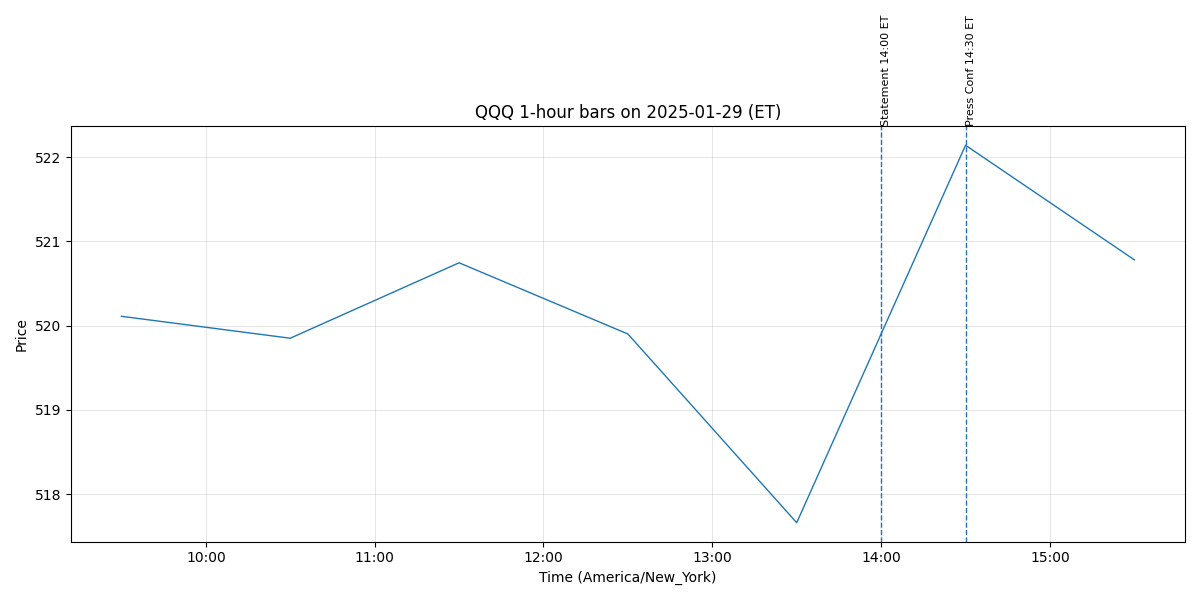 Statement 14:00 ET
Press Conf 14:30 ET
QQQ 1-hour bars on 2025-01-29 (ET)
Price
522
521
520
519
518
10:00
11:00
12:00
13:00
14:00
15:00
Time (America/New_York)